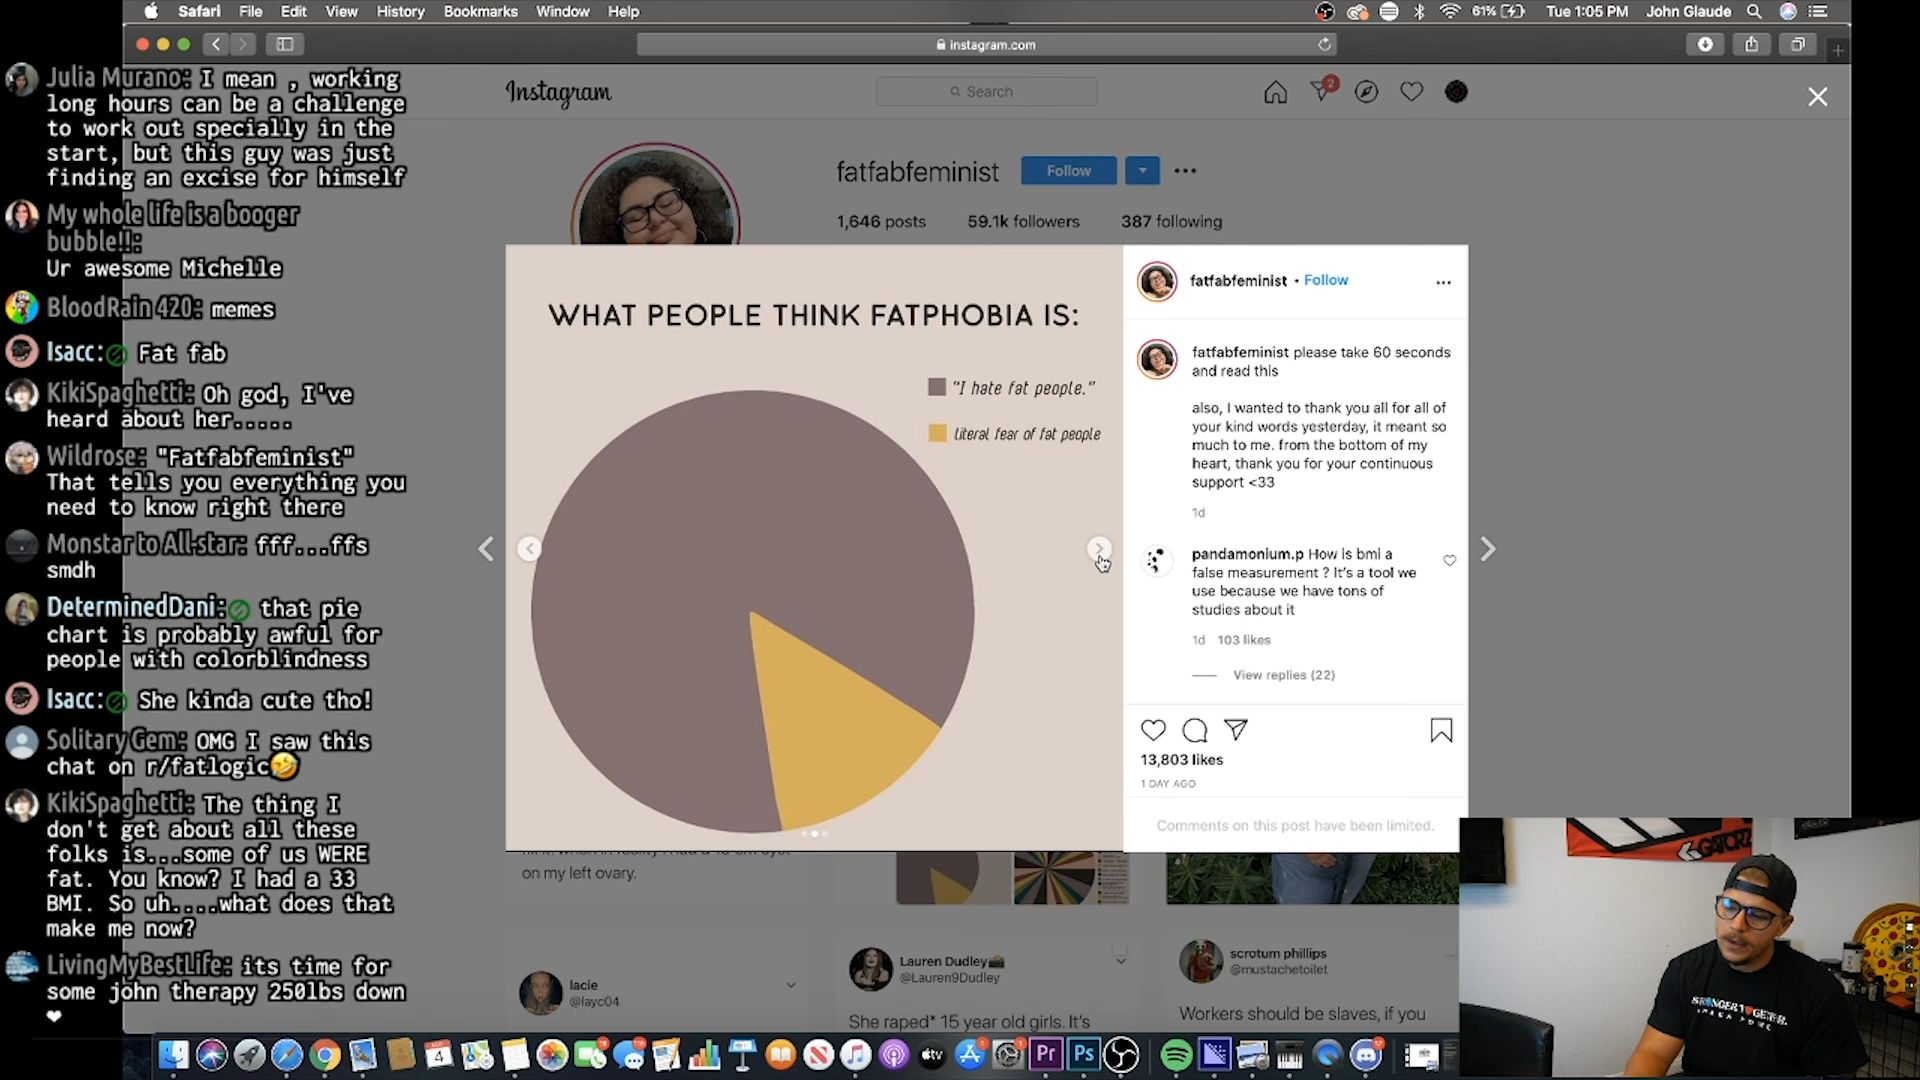 Safari File Edit View History Bookmarks Window Help
61% Tue 1:05 PM John Glaude
instagram.com
Julia Murano: I mean , working
long hours can be a challenge
to work out specially in the
start, but this guy was just
finding an excise for himself
My whole life is a booger
bubble!!:
Ur awesome Michelle
BloodRain 420: memes
Isacc: Fat fab
KikiSpaghetti: Oh god, I've
heard about her.....
Wildrose: "Fatfabfeminist"
That tells you everything you
need to know right there
Monstar to All-star: fff...ffs
smdh
DeterminedDani: that pie
chart is probably awful for
people with colorblindness
Isacc: She kinda cute tho!
Solitary Gem: OMG I saw this
chat on r/fatlogic🤣
KikiSpaghetti: The thing I
don't get about all these
folks is...some of us WERE
fat. You know? I had a 33
BMI. So uh....what does that
make me now?
LivingMyBestLife: its time for
some john therapy 250lbs down
❤
Instagram
Search
2
fatfabfeminist Follow
1,646 posts 59.1k followers 387 following
WHAT PEOPLE THINK FATPHOBIA IS:
"I hate fat people."
literal fear of fat people
fatfabfeminist • Follow
fatfabfeminist please take 60 seconds
and read this
also, I wanted to thank you all for all of
your kind words yesterday, it meant so
much to me. from the bottom of my
heart, thank you for your continuous
support <33
1d
pandamonium.p How is bmi a
false measurement ? It's a tool we
use because we have tons of
studies about it
1d 103 likes
View replies (22)
13,803 likes
1 DAY AGO
Comments on this post have been limited.
on my left ovary.
lacie
@layc04
Lauren Dudley📸
@Lauren9Dudley
She raped* 15 year old girls. It's
scrotum phillips
@mustachetoilet
Workers should be slaves, if you
GATORZ
STRONGER TOGETHER.
4
tv
Pr
Ps